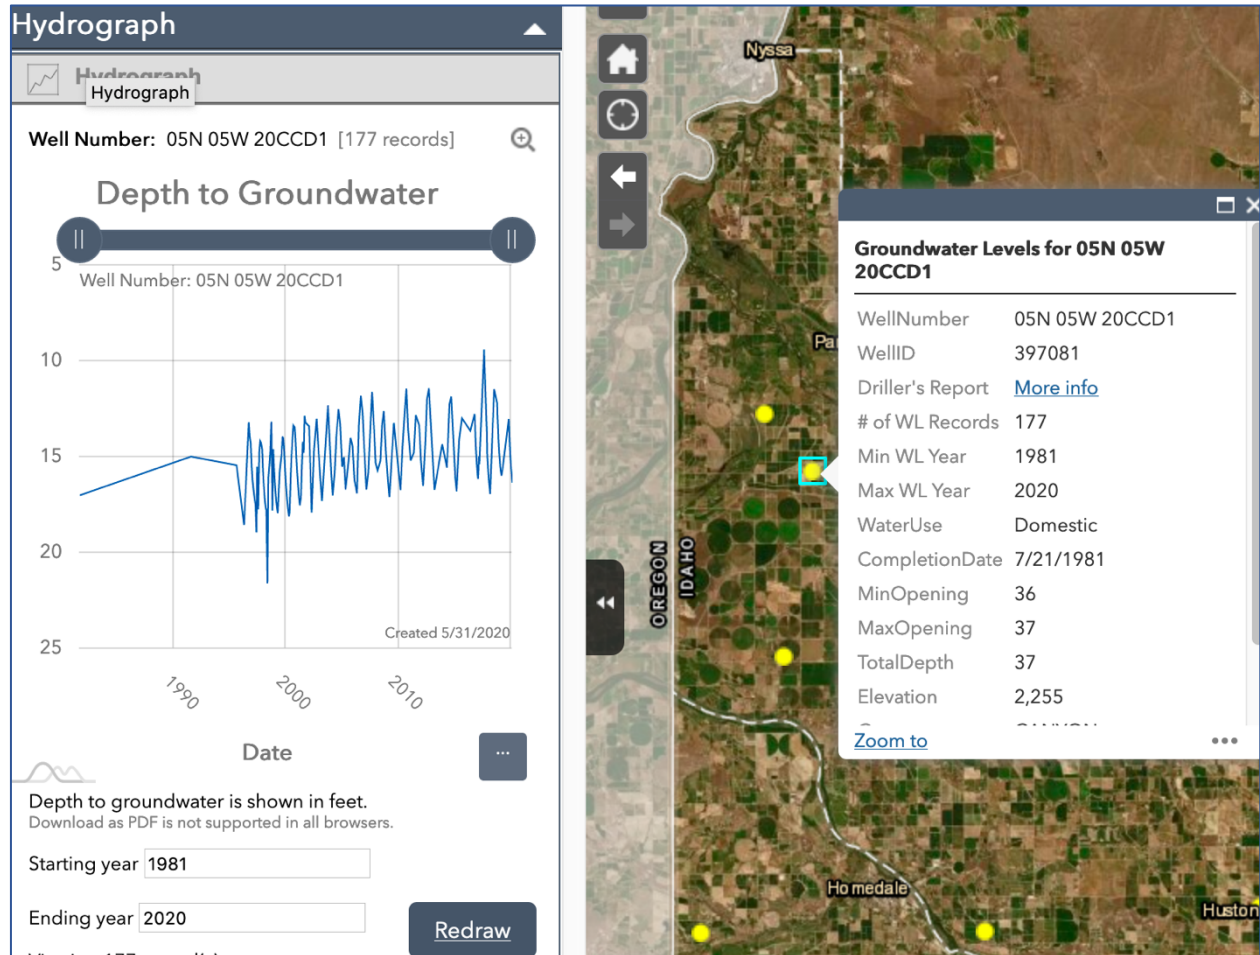 Hydrograph
Hydrograph
Hydrograph
Well Number: 05N 05W 20CCD1 [177 records]
Depth to Groundwater
5
Well Number: 05N 05W 20CCD1
10
15
20
25
Created 5/31/2020
1990
2000
2010
Date
...
Depth to groundwater is shown in feet.
Download as PDF is not supported in all browsers.
Starting year 1981
Ending year 2020
Redraw
Nyssa
Pa
OREGON
IDAHO
Homedale
Huston
Groundwater Levels for 05N 05W
20CCD1
WellNumber 05N 05W 20CCD1
WellID 397081
Driller's Report More info
# of WL Records 177
Min WL Year 1981
Max WL Year 2020
WaterUse Domestic
CompletionDate 7/21/1981
MinOpening 36
MaxOpening 37
TotalDepth 37
Elevation 2,255
Zoom to